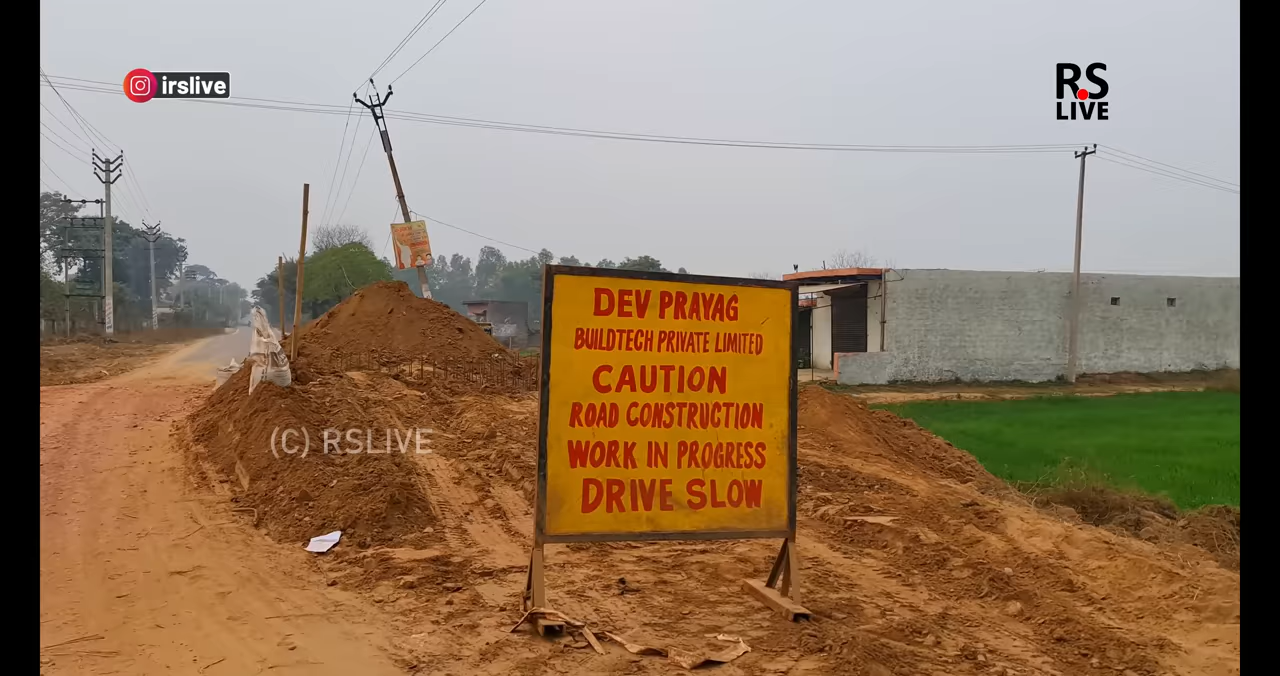 irslive
RS
LIVE
DEV PRAYAG
BUILDTECH PRIVATE LIMITED
CAUTION
ROAD CONSTRUCTION
WORK IN PROGRESS
DRIVE SLOW
(C) RSLIVE